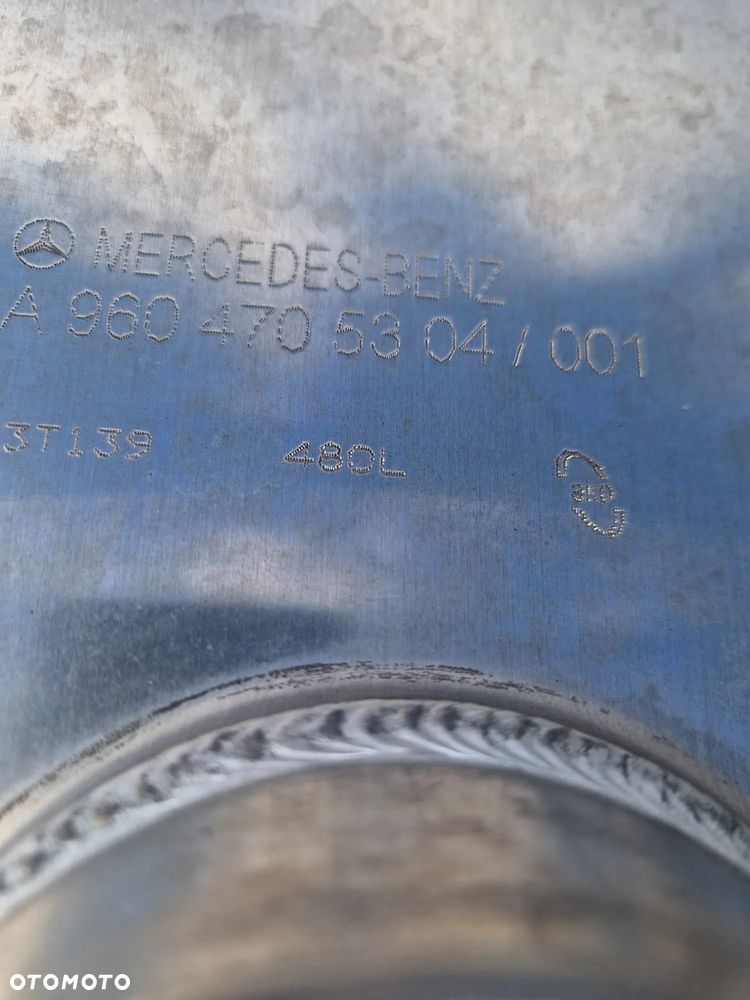 MERCEDES-BENZ
A 960 470 53 04 / 001
3T139 480L
OTOMOTO